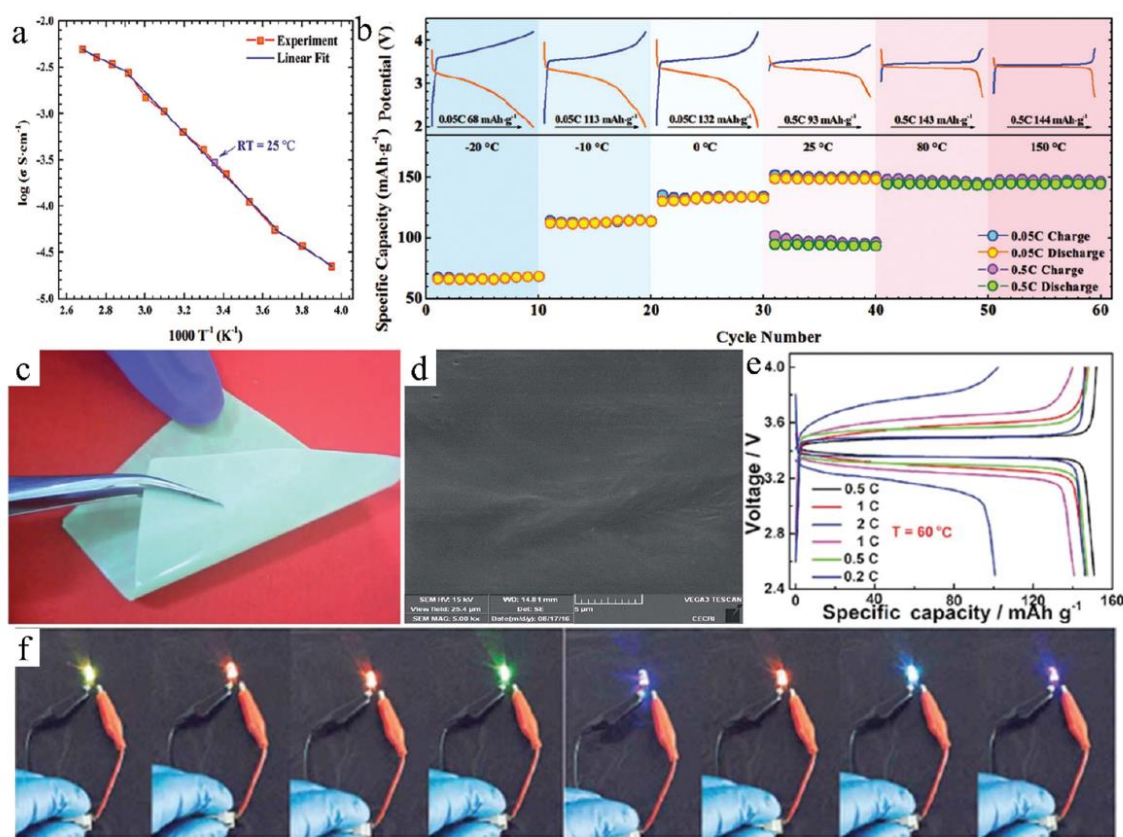 a
-2.0
-2.5
-3.0
-3.5
-4.0
-4.5
-5.0
log (σ S·cm⁻¹)
Experiment
Linear Fit
RT = 25 °C
2.6 2.8 3.0 3.2 3.4 3.6 3.8 4.0
1000 T⁻¹ (K⁻¹)
b
Potential (V)
4
3
2
0.05C 68 mAh·g⁻¹ 0.05C 113 mAh·g⁻¹ 0.05C 132 mAh·g⁻¹ 0.5C 93 mAh·g⁻¹ 0.5C 143 mAh·g⁻¹ 0.5C 144 mAh·g⁻¹
-20 °C -10 °C 0 °C 25 °C 80 °C 150 °C
Specific Capacity (mAh·g⁻¹)
150
100
50
0.05C Charge
0.05C Discharge
0.5C Charge
0.5C Discharge
0 10 20 30 40 50 60
Cycle Number
c
d
SEM HV: 15 kV WD: 14.81 mm VEGA3 TESCAN
View field: 25.4 μm Det: SE 5 μm
SEM MAG: 5.00 kx Date(m/d/y): 08/17/16 CECRI
e
4.0
3.6
3.2
2.8
2.4
Voltage / V
0.5 C
1 C
2 C
1 C
0.5 C
0.2 C
T = 60 °C
0 40 80 120 160
Specific capacity / mAh g⁻¹
f